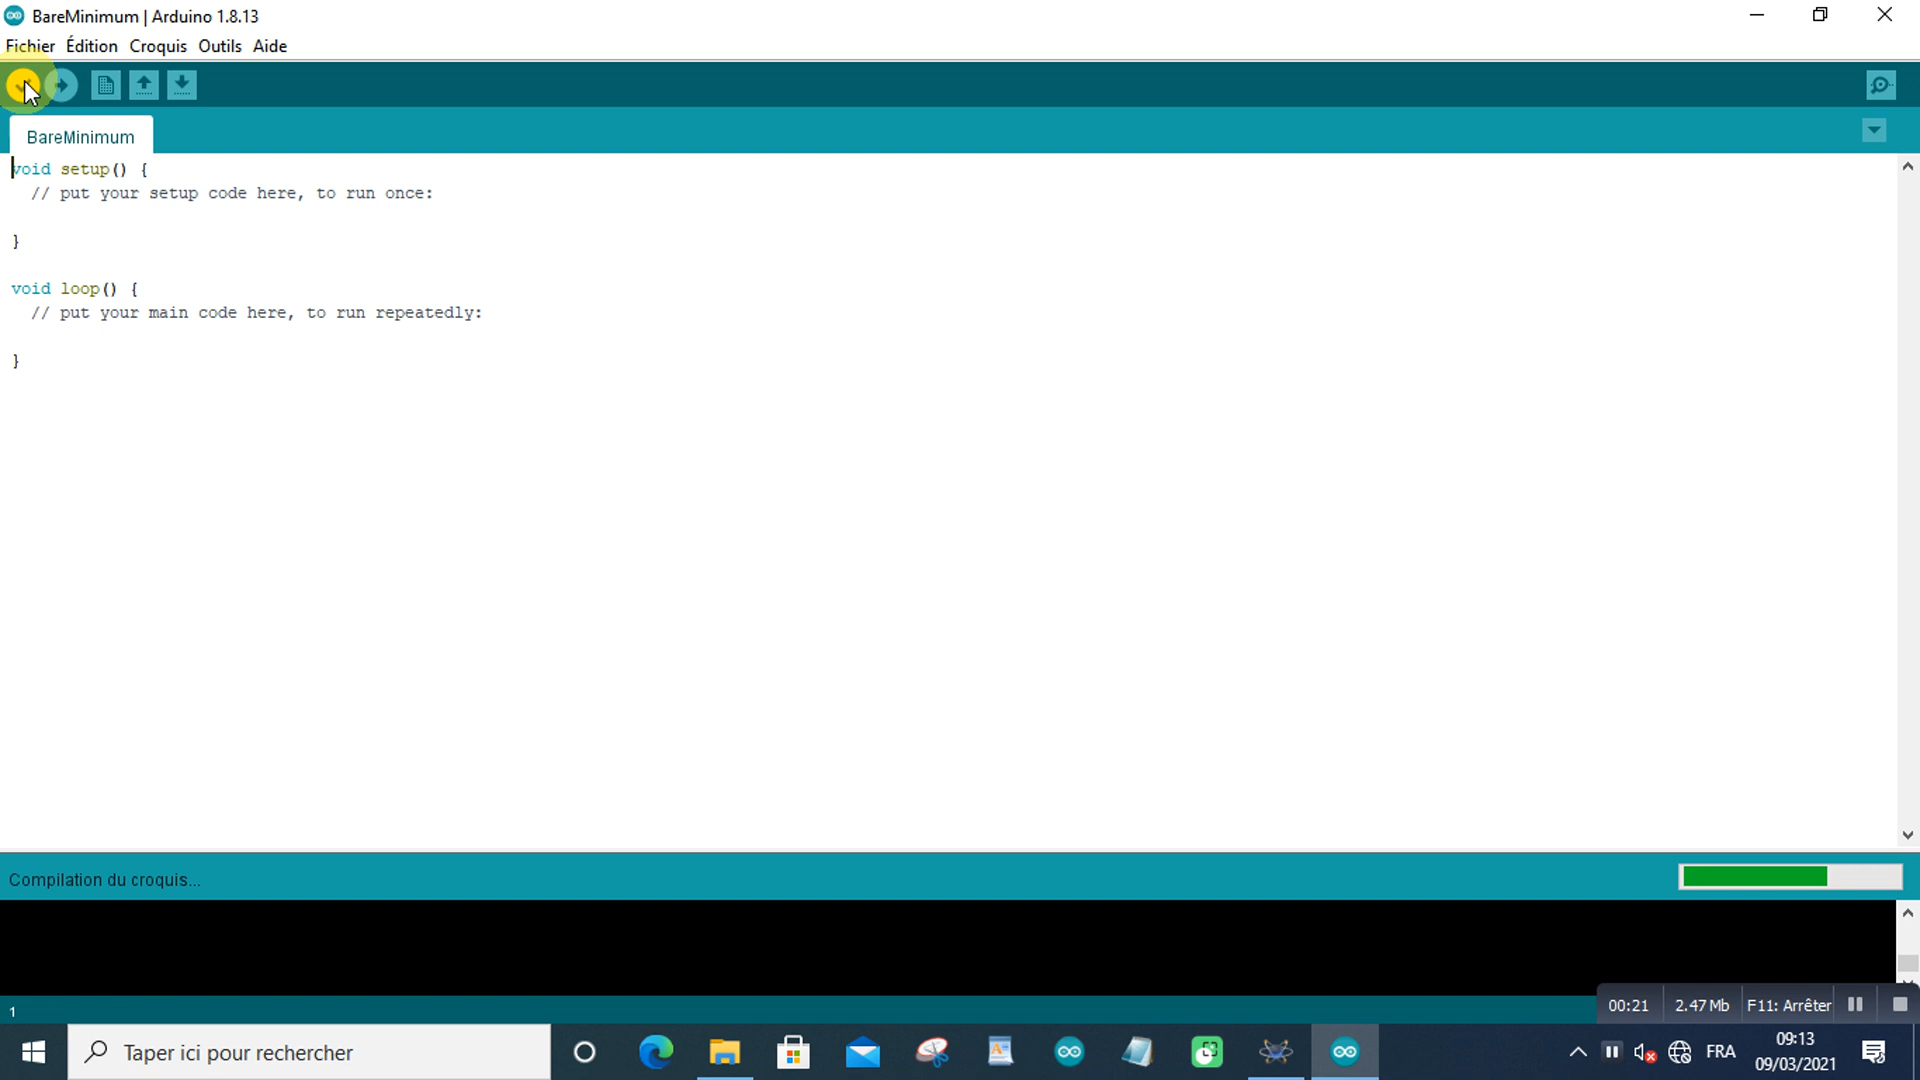 BareMinimum | Arduino 1.8.13
Fichier Édition Croquis Outils Aide
BareMinimum
void setup() {
  // put your setup code here, to run once:
}
void loop() {
  // put your main code here, to run repeatedly:
}
Compilation du croquis...
1
00:21 2.47 Mb F11: Arrêter
Taper ici pour rechercher
FRA
09:13
09/03/2021